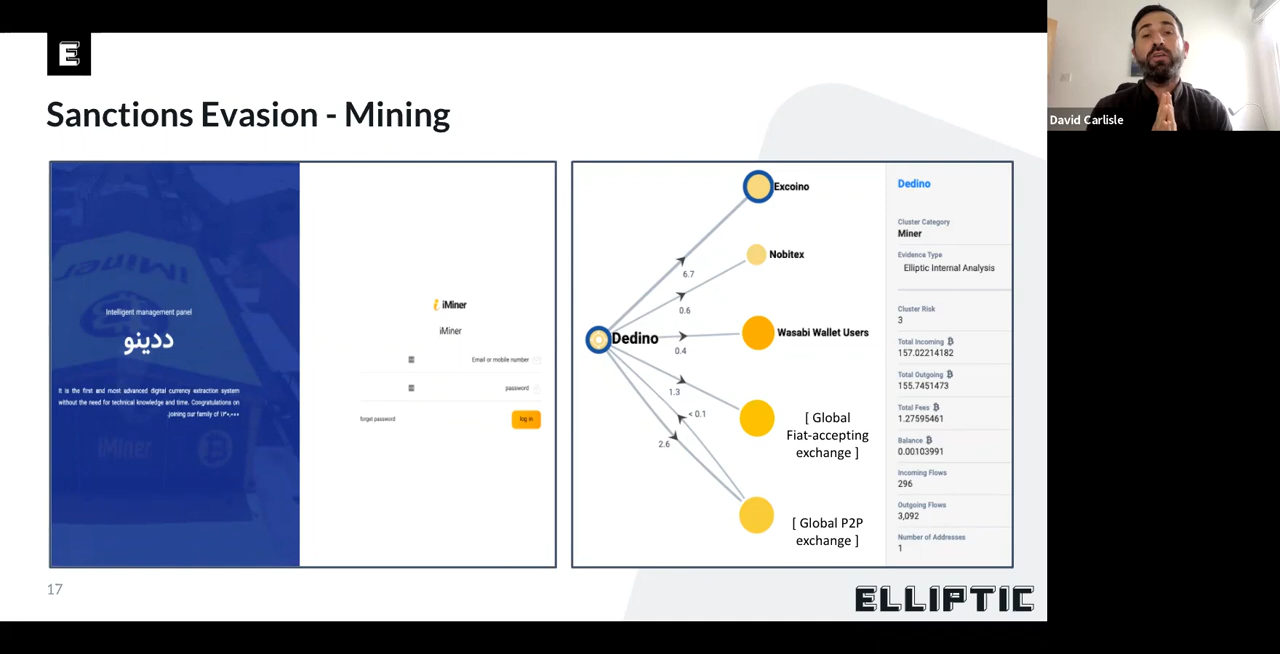 E
Sanctions Evasion - Mining
iMiner
iMiner
Intelligent management panel
ددینو
It is the first and most advanced digital currency extraction system
without the need for technical knowledge and time. Congratulations on
.joining our family of ۱۳۰,۰۰۰
iMiner
iMiner
Email or mobile number
password
forget password
log in
Excoino
6.7
Nobitex
0.6
Dedino
0.4
Wasabi Wallet Users
1.3
< 0.1
2.6
[ Global
Fiat-accepting
exchange ]
[ Global P2P
exchange ]
Dedino
Cluster Category
Miner
Evidence Type
Elliptic Internal Analysis
Cluster Risk
3
Total Incoming ₿
157.02214182
Total Outgoing ₿
155.7451473
Total Fees ₿
1.27595461
Balance ₿
0.00103991
Incoming Flows
296
Outgoing Flows
3,092
Number of Addresses
1
17
ELLIPTIC
David Carlisle